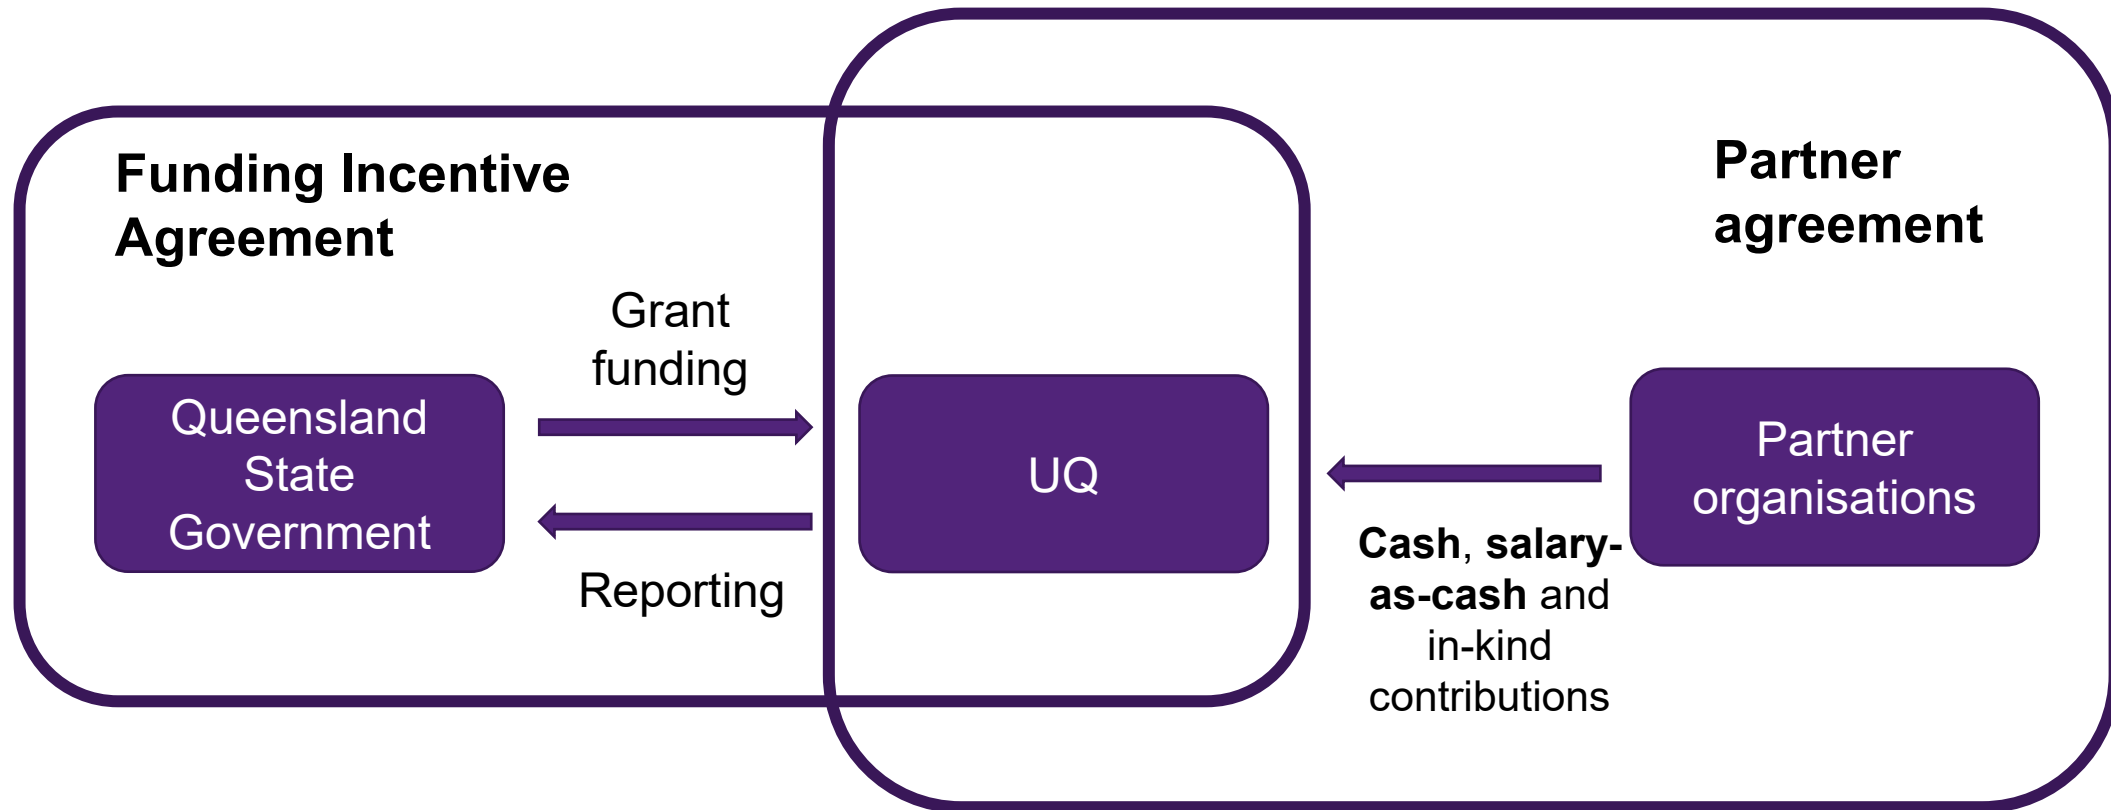 Funding Incentive
Agreement
Partner
agreement
Grant
funding
Queensland
State
Government
UQ
Partner
organisations
Reporting
Cash, salary-
as-cash and
in-kind
contributions